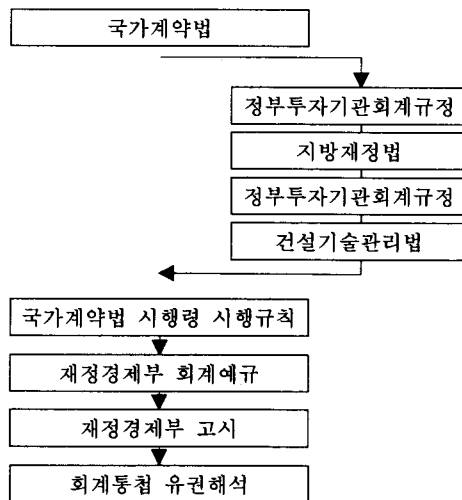 국가계약법
정부투자기관회계규정
지방재정법
정부투자기관회계규정
건설기술관리법
국가계약법 시행령 시행규칙
재정경제부 회계예규
재정경제부 고시
회계통첩 유권해석